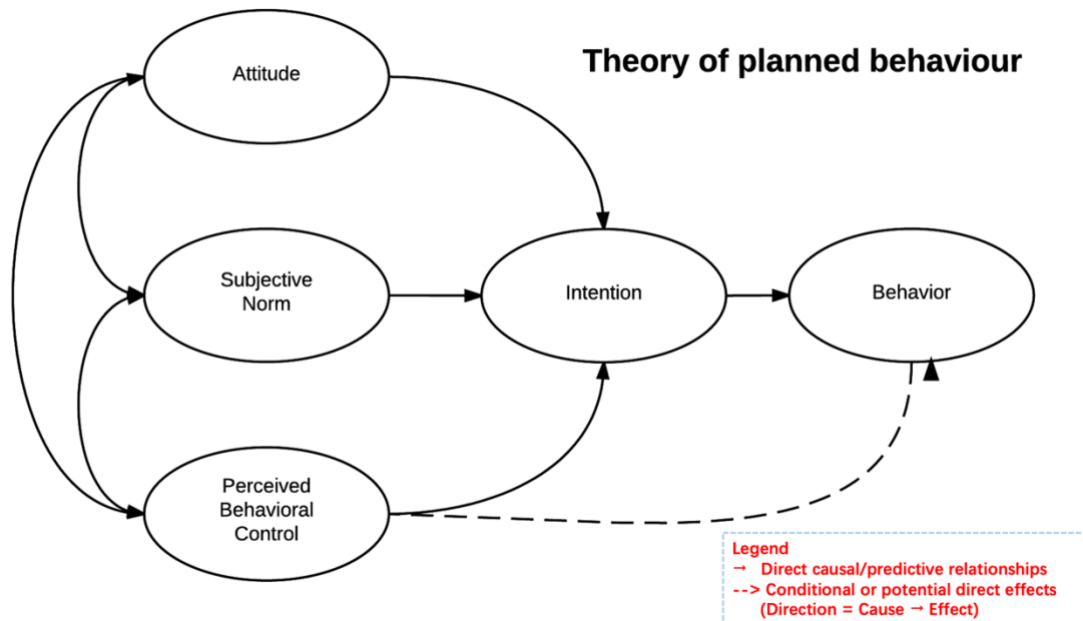 Theory of planned behaviour
Attitude
Subjective
Norm
Intention
Behavior
Perceived
Behavioral
Control
Legend
→ Direct causal/predictive relationships
--> Conditional or potential direct effects
(Direction = Cause → Effect)